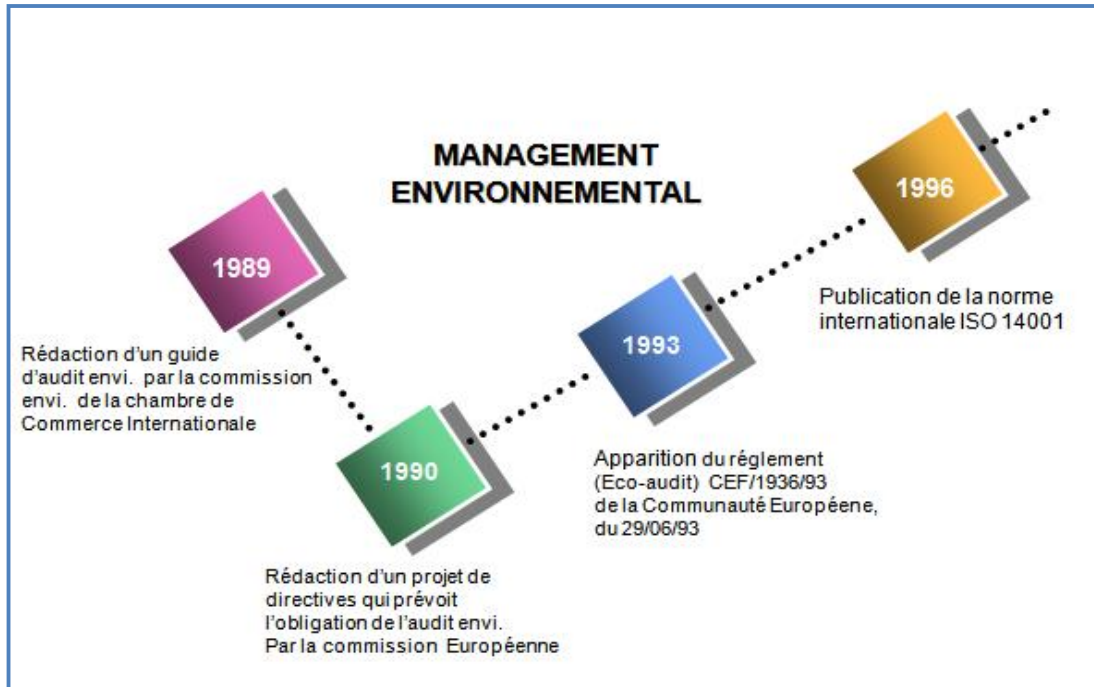 MANAGEMENT
ENVIRONNEMENTAL
1989
Rédaction d'un guide
d'audit envi. par la commission
envi. de la chambre de
Commerce Internationale
1990
Rédaction d'un projet de
directives qui prévoit
l'obligation de l'audit envi.
Par la commission Européenne
1993
Apparition du réglement
(Eco-audit) CEF/1936/93
de la Communauté Européene,
du 29/06/93
1996
Publication de la norme
internationale ISO 14001